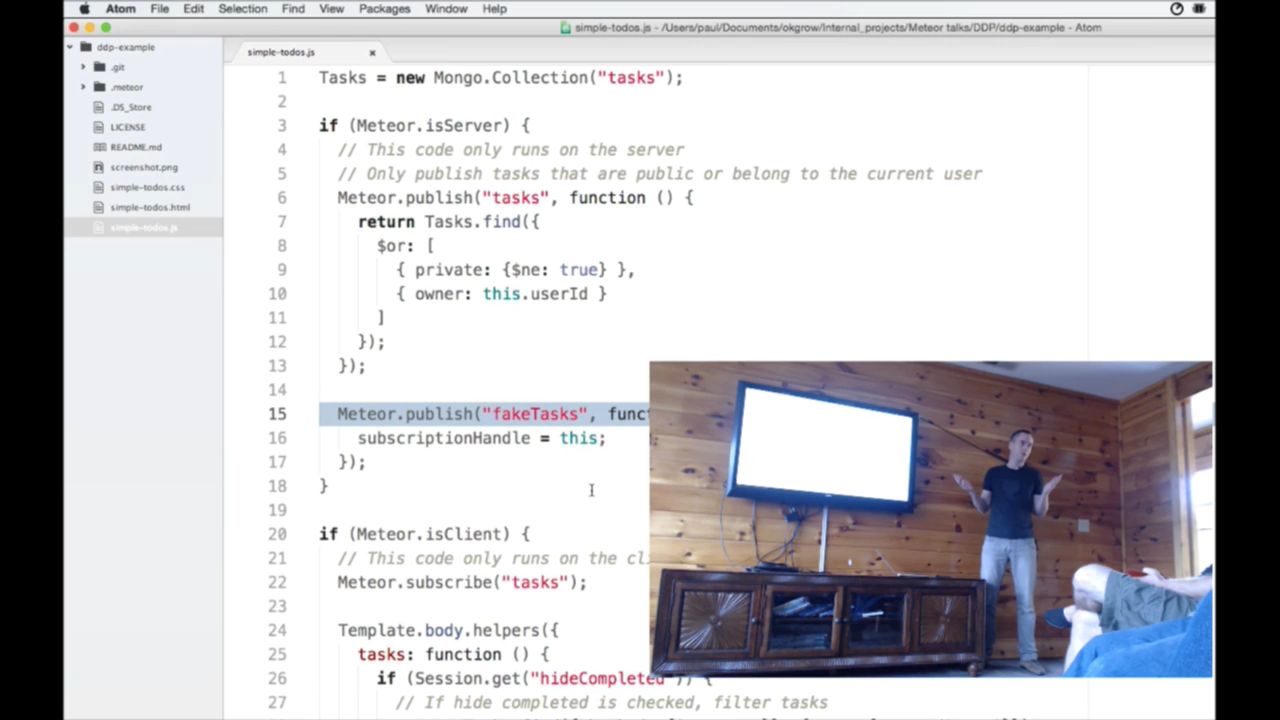 Atom File Edit Selection Find View Packages Window Help
simple-todos.js - /Users/paul/Documents/okgrow/Internal_projects/Meteor talks/DDP/ddp-example - Atom
ddp-example
.git
.meteor
.DS_Store
LICENSE
README.md
screenshot.png
simple-todos.css
simple-todos.html
simple-todos.js
simple-todos.js ×
1 Tasks = new Mongo.Collection("tasks");
2
3 if (Meteor.isServer) {
4 // This code only runs on the server
5 // Only publish tasks that are public or belong to the current user
6 Meteor.publish("tasks", function () {
7 return Tasks.find({
8 $or: [
9 { private: {$ne: true} },
10 { owner: this.userId }
11 ]
12 });
13 });
14
15 Meteor.publish("fakeTasks", func
16 subscriptionHandle = this;
17 });
18 }
19
20 if (Meteor.isClient) {
21 // This code only runs on the cli
22 Meteor.subscribe("tasks");
23
24 Template.body.helpers({
25 tasks: function () {
26 if (Session.get("hideCompleted")) {
27 // If hide completed is checked, filter tasks